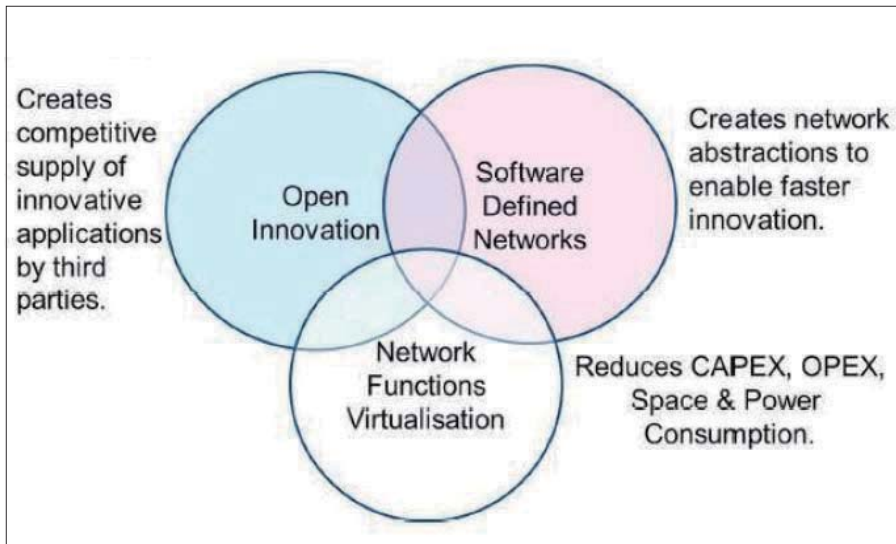 Creates
competitive
supply of
innovative
applications
by third
parties.
Open
Innovation
Software
Defined
Networks
Creates network
abstractions to
enable faster
innovation.
Network
Functions
Virtualisation
Reduces CAPEX, OPEX,
Space & Power
Consumption.